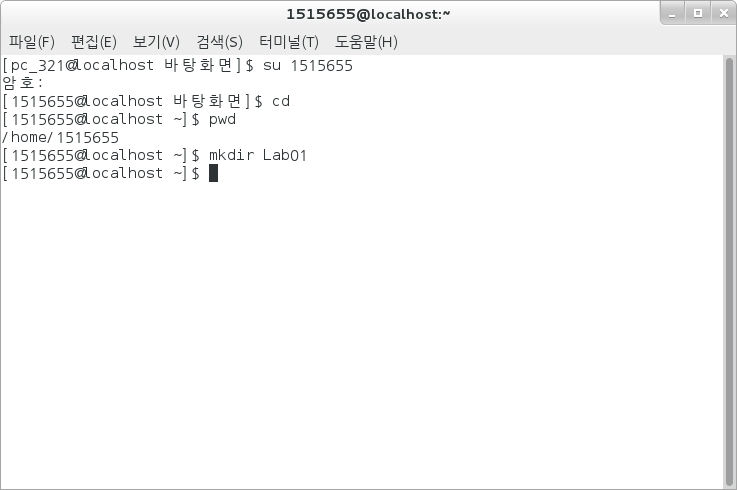 1515655@localhost:~
파일(F) 편집(E) 보기(V) 검색(S) 터미널(T) 도움말(H)
[pc_321@localhost 바탕화면]$ su 1515655
암호:
[1515655@localhost 바탕화면]$ cd
[1515655@localhost ~]$ pwd
/home/1515655
[1515655@localhost ~]$ mkdir Lab01
[1515655@localhost ~]$